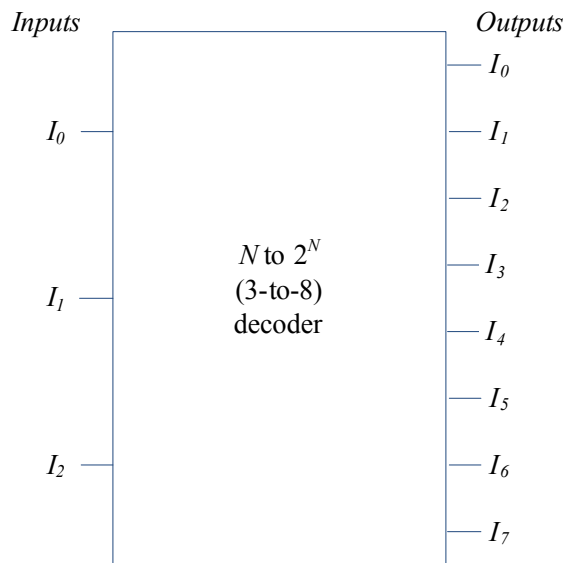 Inputs
Outputs
I₀
I₀
I₁
I₂
N to 2ᴺ
(3-to-8)
decoder
I₁
I₃
I₄
I₅
I₂
I₆
I₇